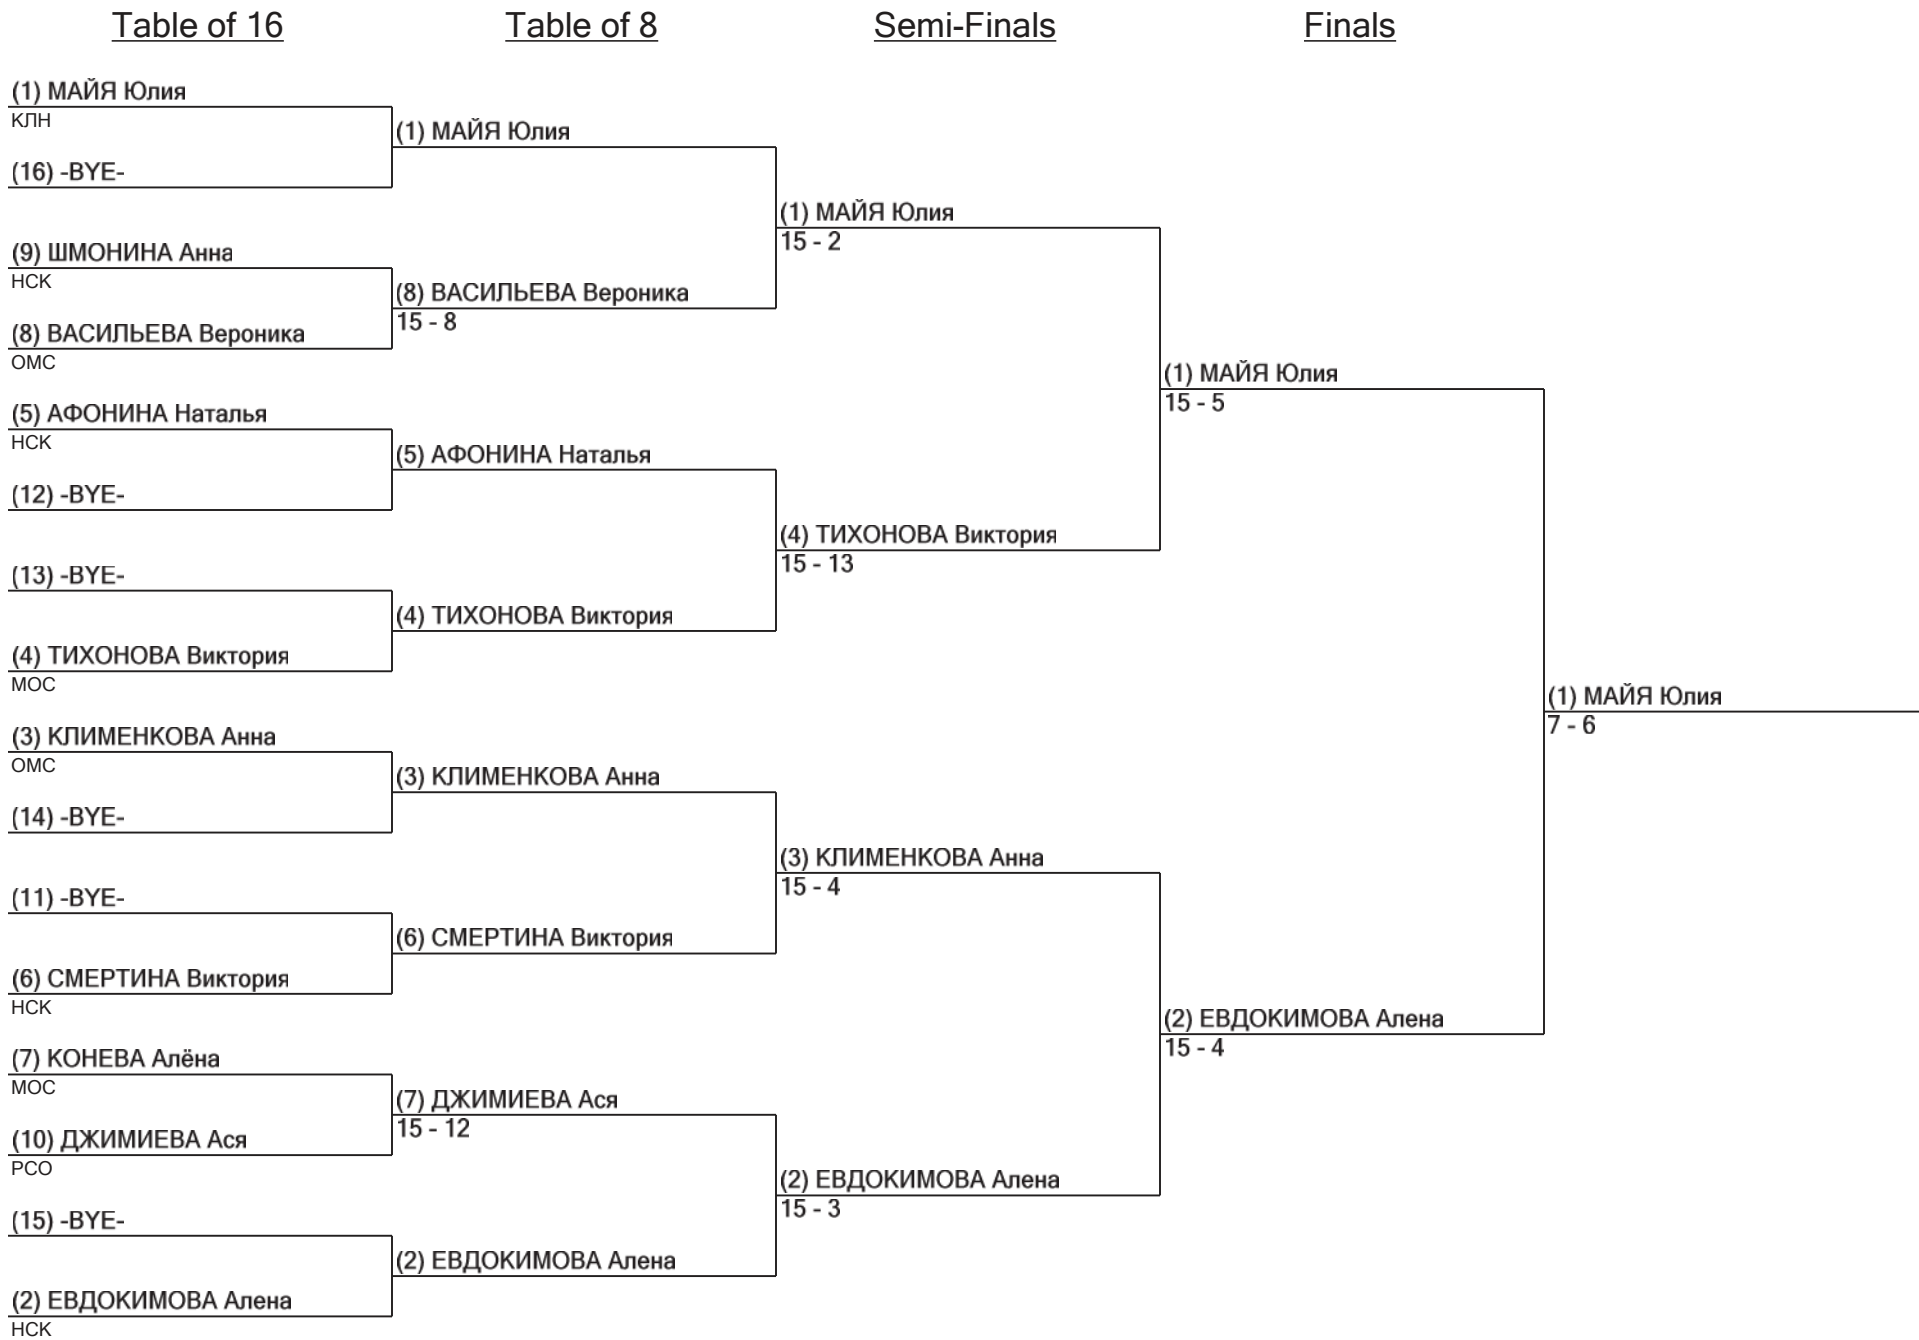 Table of 16
Table of 8
Semi-Finals
Finals
(1) МАЙЯ Юлия
КЛН
(16) -BYE-
(9) ШМОНИНА Анна
НСК
(8) ВАСИЛЬЕВА Вероника
ОМС
(5) АФОНИНА Наталья
НСК
(12) -BYE-
(13) -BYE-
(4) ТИХОНОВА Виктория
МОС
(3) КЛИМЕНКОВА Анна
ОМС
(14) -BYE-
(11) -BYE-
(6) СМЕРТИНА Виктория
НСК
(7) КОНЕВА Алёна
МОС
(10) ДЖИМИЕВА Ася
РСО
(15) -BYE-
(2) ЕВДОКИМОВА Алена
НСК
(1) МАЙЯ Юлия
(8) ВАСИЛЬЕВА Вероника
15 - 8
(5) АФОНИНА Наталья
(4) ТИХОНОВА Виктория
(3) КЛИМЕНКОВА Анна
(6) СМЕРТИНА Виктория
(7) ДЖИМИЕВА Ася
15 - 12
(2) ЕВДОКИМОВА Алена
(1) МАЙЯ Юлия
15 - 2
(4) ТИХОНОВА Виктория
15 - 13
(3) КЛИМЕНКОВА Анна
15 - 4
(2) ЕВДОКИМОВА Алена
15 - 3
(1) МАЙЯ Юлия
15 - 5
(2) ЕВДОКИМОВА Алена
15 - 4
(1) МАЙЯ Юлия
7 - 6